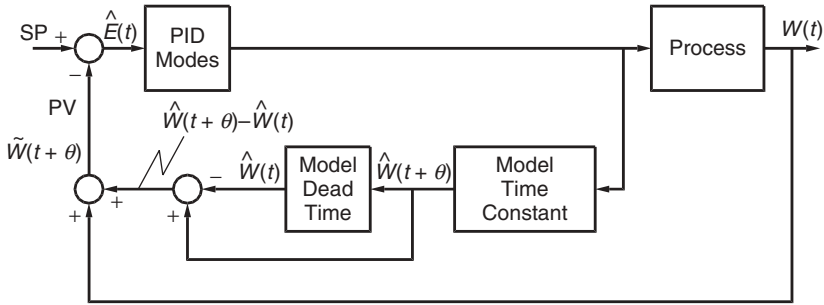 SP + Ê(t) PID Modes Process W(t)
−
PV
Ŵ(t + θ)−Ŵ(t)
W̃(t + θ)
− Ŵ(t) Model Dead Time Ŵ(t + θ) Model Time Constant
+ +
+ +